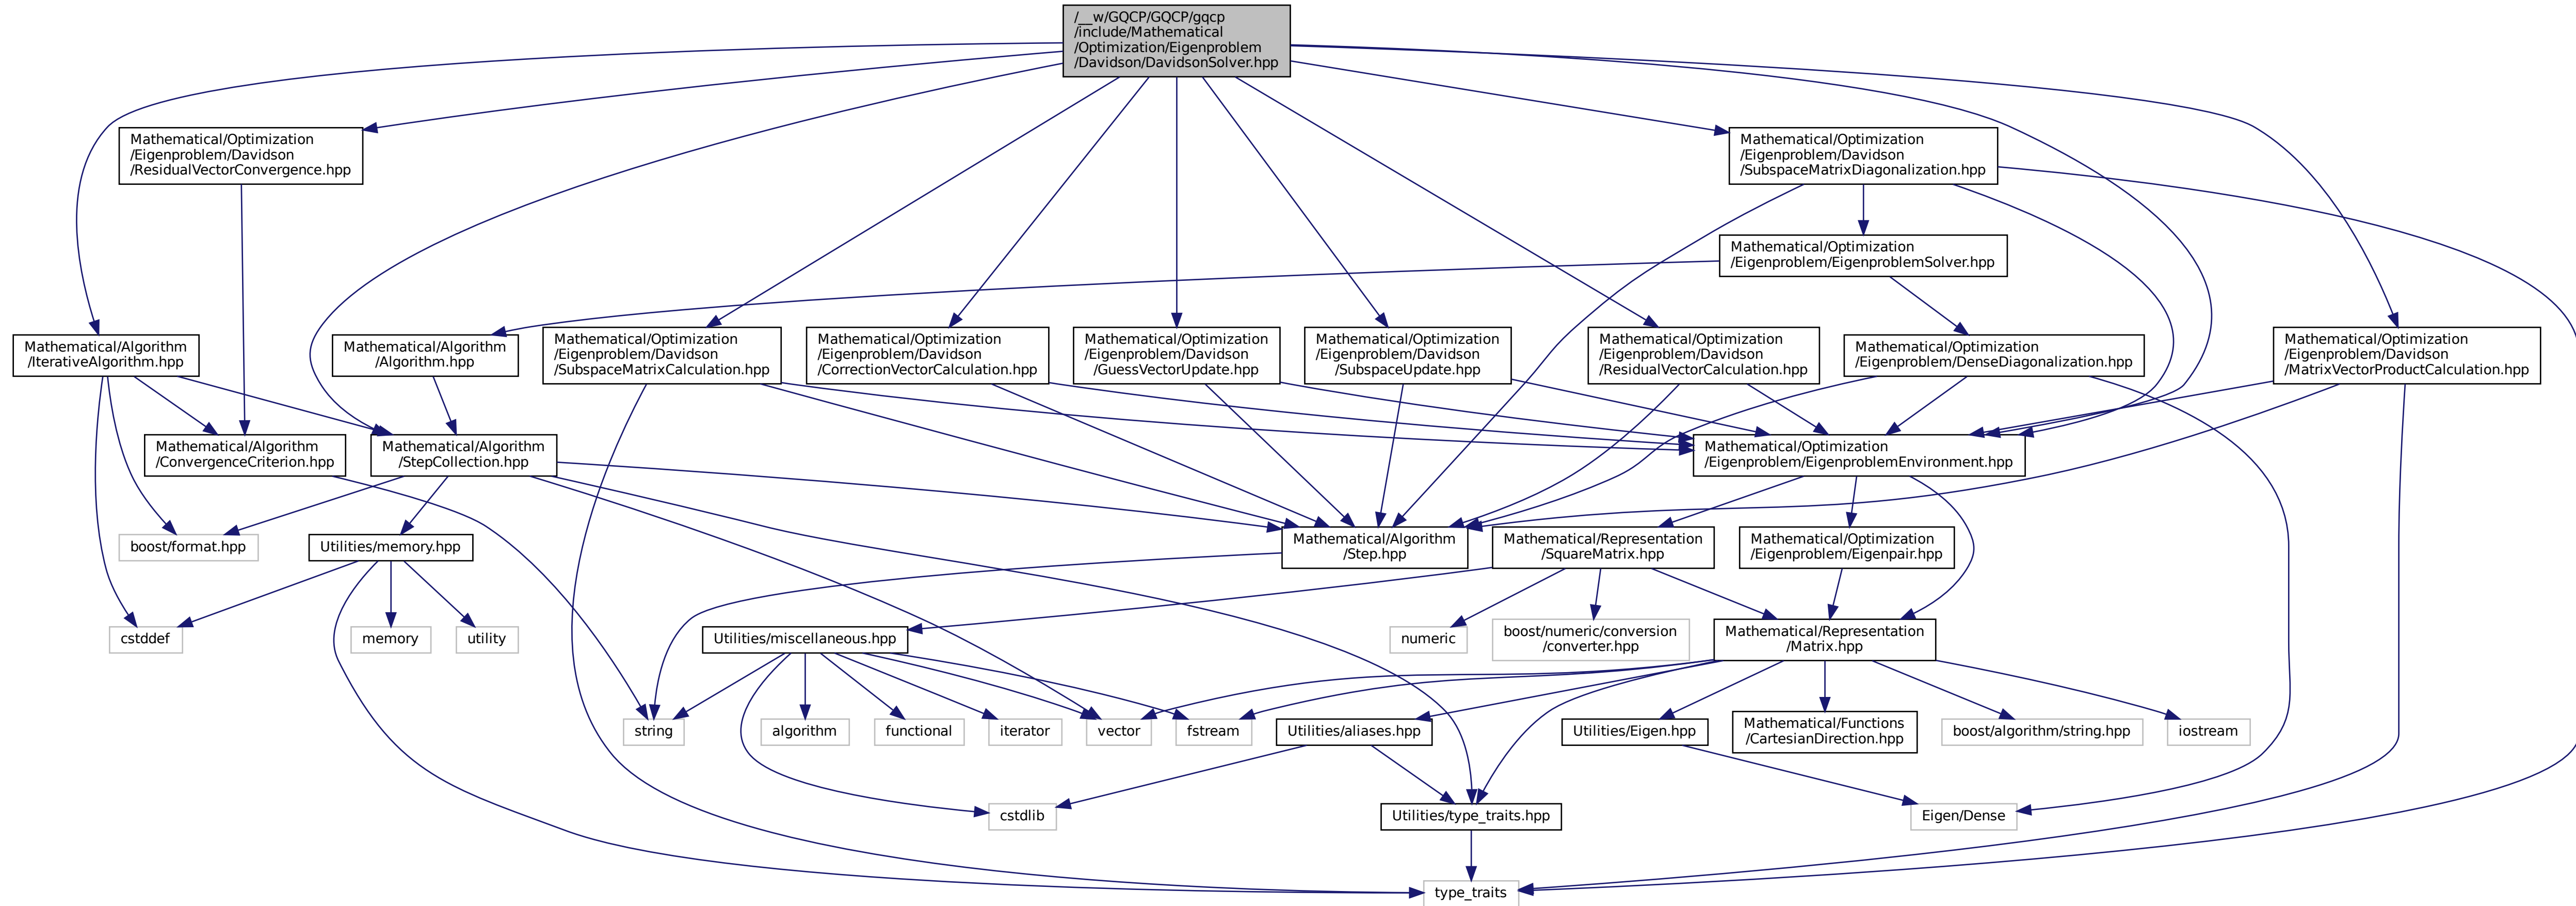 /__w/GQCP/GQCP/gqcp
/include/Mathematical
/Optimization/Eigenproblem
/Davidson/DavidsonSolver.hpp
Mathematical/Optimization
/Eigenproblem/Davidson
/ResidualVectorConvergence.hpp
Mathematical/Optimization
/Eigenproblem/Davidson
/SubspaceMatrixDiagonalization.hpp
Mathematical/Optimization
/Eigenproblem/EigenproblemSolver.hpp
Mathematical/Algorithm
/IterativeAlgorithm.hpp
Mathematical/Algorithm
/Algorithm.hpp
Mathematical/Optimization
/Eigenproblem/Davidson
/SubspaceMatrixCalculation.hpp
Mathematical/Optimization
/Eigenproblem/Davidson
/CorrectionVectorCalculation.hpp
Mathematical/Optimization
/Eigenproblem/Davidson
/GuessVectorUpdate.hpp
Mathematical/Optimization
/Eigenproblem/Davidson
/SubspaceUpdate.hpp
Mathematical/Optimization
/Eigenproblem/Davidson
/ResidualVectorCalculation.hpp
Mathematical/Optimization
/Eigenproblem/DenseDiagonalization.hpp
Mathematical/Optimization
/Eigenproblem/Davidson
/MatrixVectorProductCalculation.hpp
Mathematical/Algorithm
/ConvergenceCriterion.hpp
Mathematical/Algorithm
/StepCollection.hpp
Mathematical/Optimization
/Eigenproblem/EigenproblemEnvironment.hpp
boost/format.hpp
Utilities/memory.hpp
Mathematical/Algorithm
/Step.hpp
Mathematical/Representation
/SquareMatrix.hpp
Mathematical/Optimization
/Eigenproblem/Eigenpair.hpp
cstddef
memory
utility
Utilities/miscellaneous.hpp
numeric
boost/numeric/conversion
/converter.hpp
Mathematical/Representation
/Matrix.hpp
string
algorithm
functional
iterator
vector
fstream
Utilities/aliases.hpp
Utilities/Eigen.hpp
Mathematical/Functions
/CartesianDirection.hpp
boost/algorithm/string.hpp
iostream
cstdlib
Utilities/type_traits.hpp
Eigen/Dense
type_traits